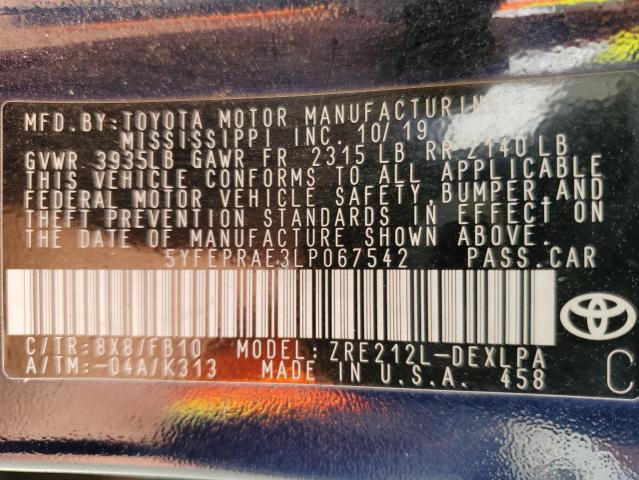 MFD.BY:TOYOTA MOTOR MANUFACTURING
MISSISSIPPI INC. 10/19
GVWR 3935LB GAWR FR 2315 LB RR 2140 LB
THIS VEHICLE CONFORMS TO ALL APPLICABLE
FEDERAL MOTOR VEHICLE SAFETY,BUMPER,AND
THEFT PREVENTION STANDARDS IN EFFECT ON
THE DATE OF MANUFACTURE SHOWN ABOVE.
5YFEPRAE3LP067542 PASS.CAR
C/TR:8X8/FB10 MODEL:ZRE212L-DEXLPA
A/TM:-04A/K313 MADE IN U.S.A. 458 C